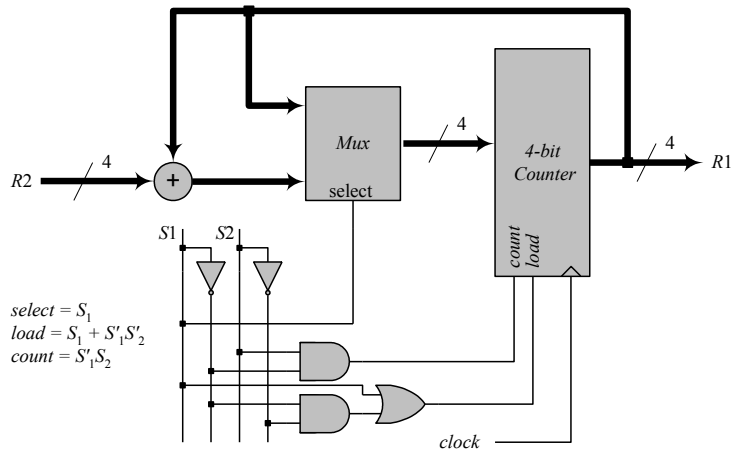 4
Mux
4
4-bit
Counter
4
R1
R2
4
+
select
S1 S2
count
load
select = S₁
load = S₁ + S′₁S′₂
count = S′₁S₂
clock